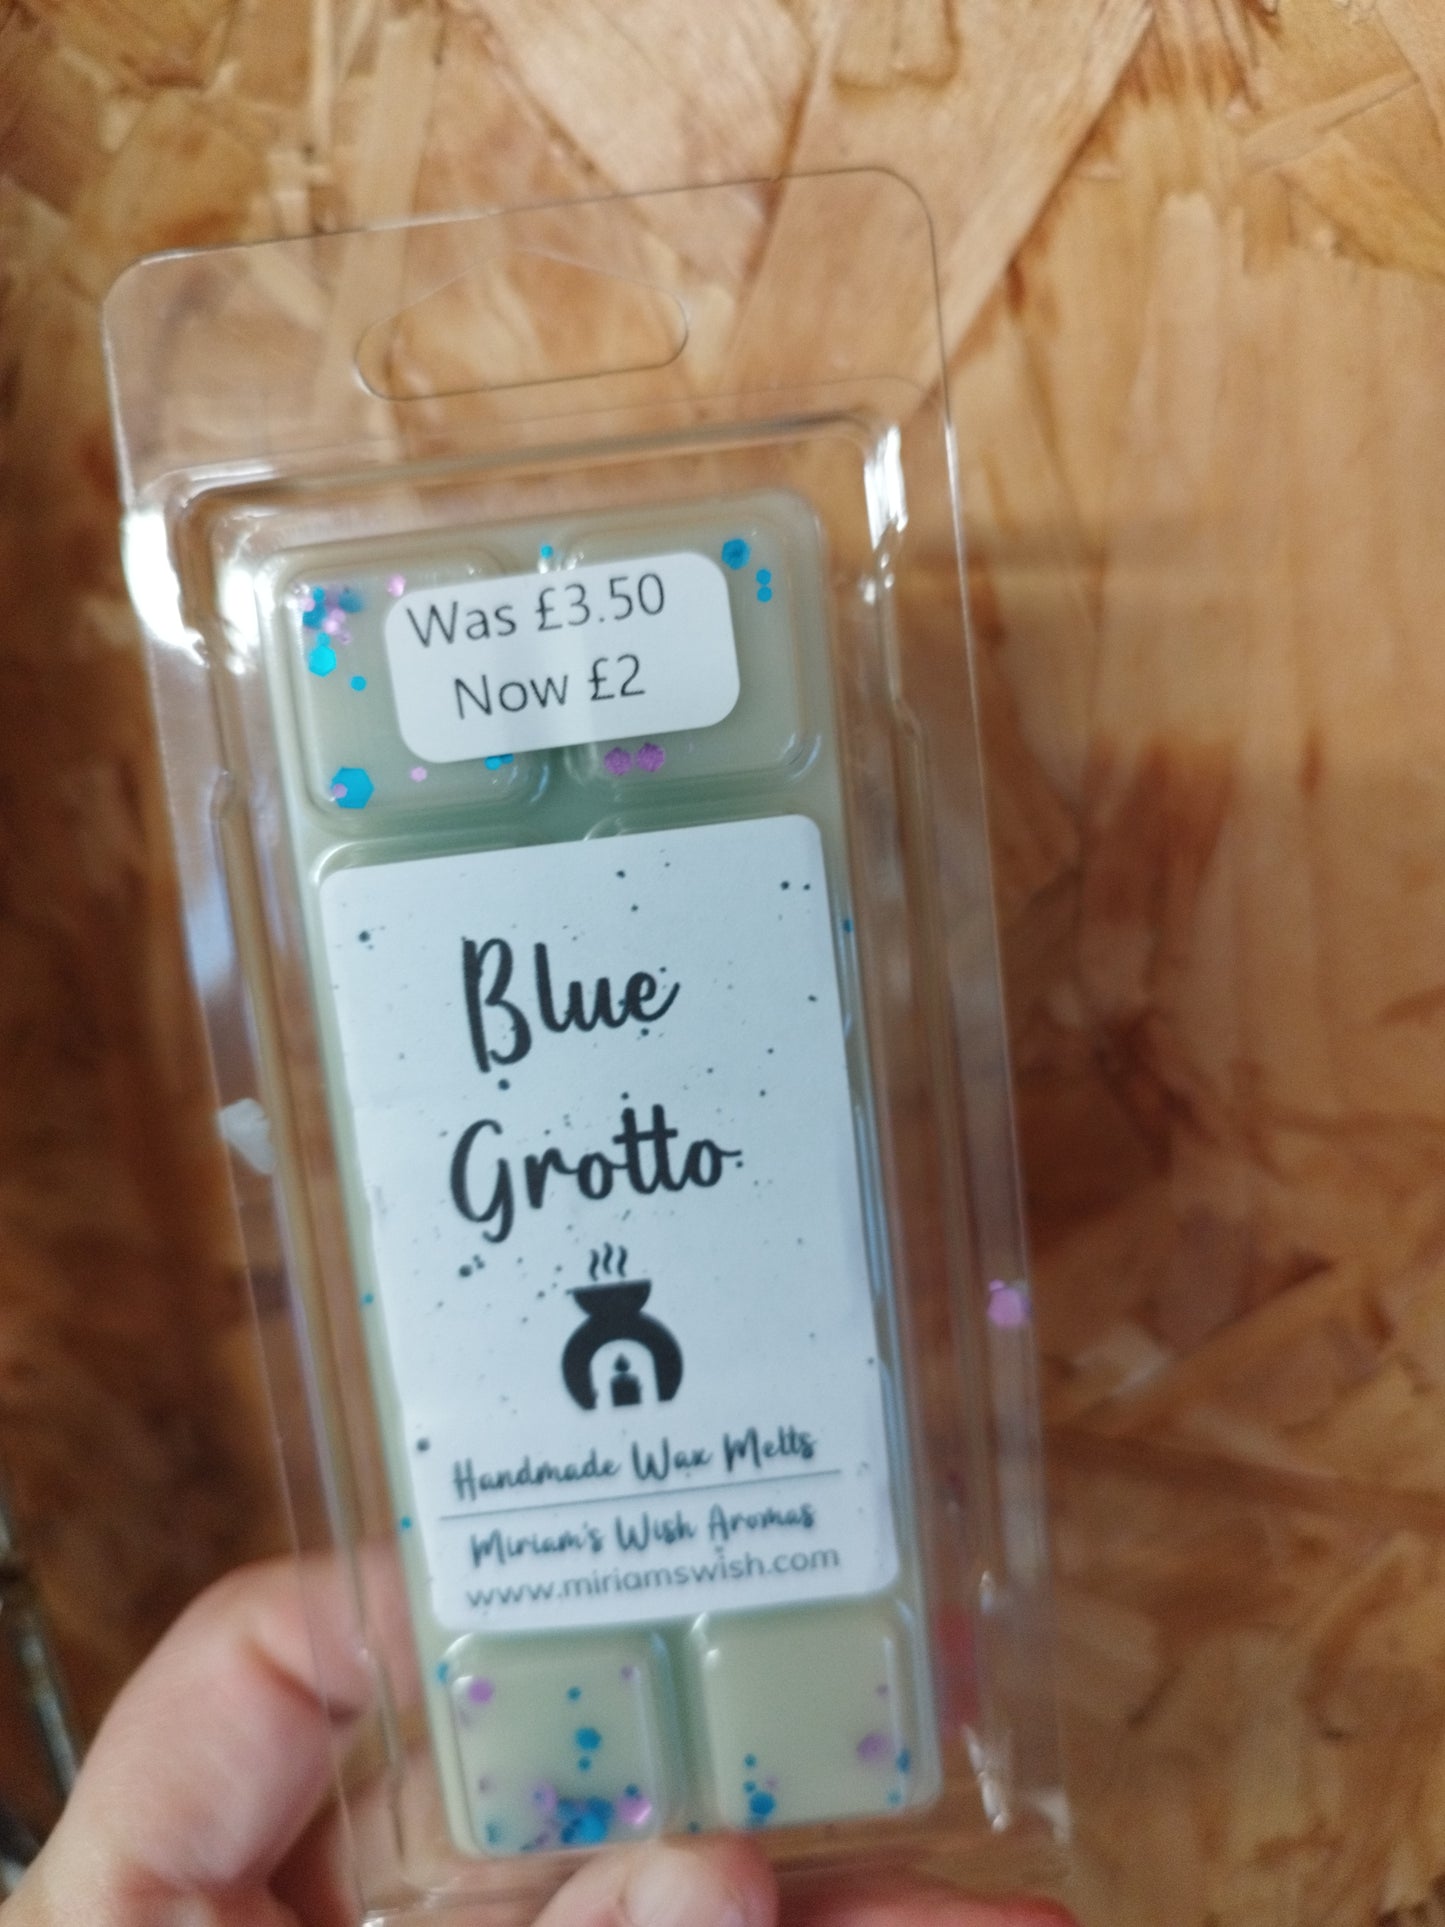 Was £3.50
Now £2
Blue
Grotto
Handmade Wax Melts
Miriam's Wish Aromas
www.miriamswish.com